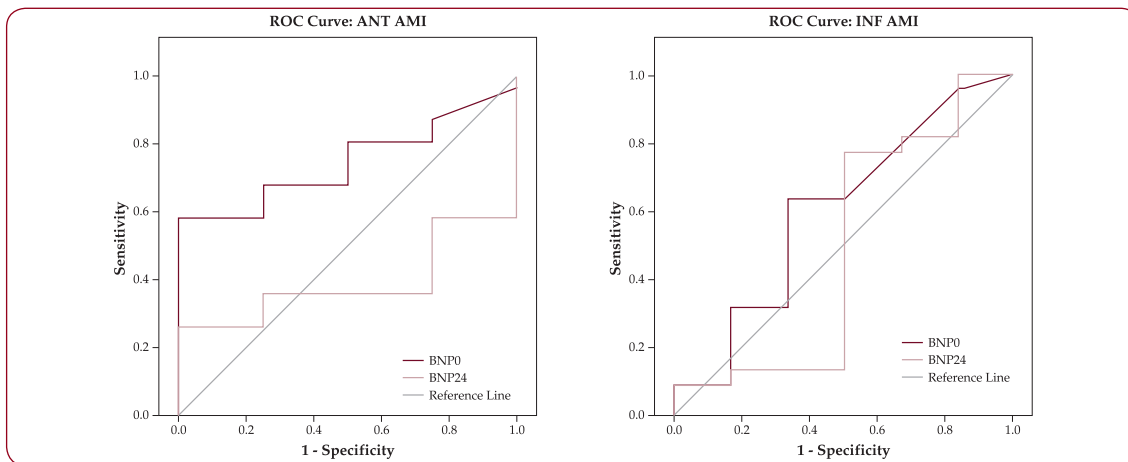 ROC Curve: ANT AMI
1.0
0.8
0.6
0.4
0.2
0.0
Sensitivity
BNP0
BNP24
Reference Line
0.0 0.2 0.4 0.6 0.8 1.0
1 - Specificity
ROC Curve: INF AMI
1.0
0.8
0.6
0.4
0.2
0.0
Sensitivity
BNP0
BNP24
Reference Line
0.0 0.2 0.4 0.6 0.8 1.0
1 - Specificity